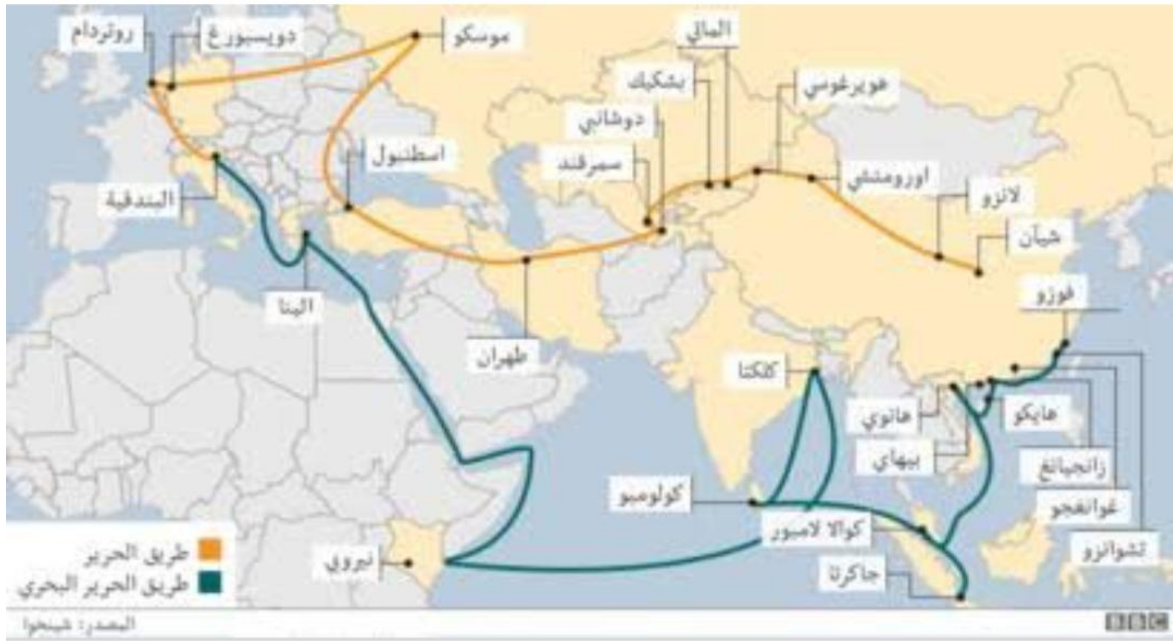 روتردام
دويسبورغ
موسكو
الماتي
بشكيك
هويرغوسي
دوشانبي
سمرقند
اسطنبول
اورومتشي
لانزو
البندقية
شيآن
اثينا
طهران
فوزو
كلكتا
هانوي
هايكو
بيهاي
زانجيانغ
كولومبو
غوانغجو
كوالا لامبور
تشوانزو
نيروبي
جاكرتا
طريق الحرير
طريق الحرير البحري
المصدر: شينخوا
BBC